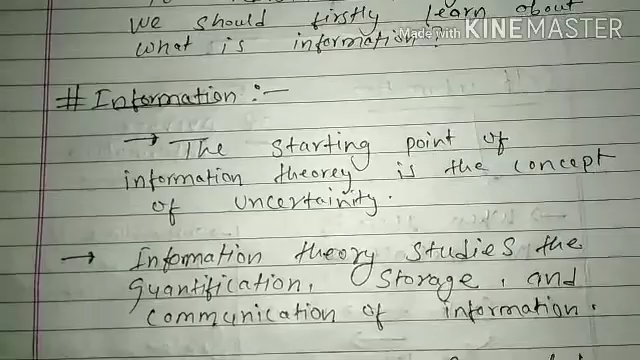 we should firstly learn about
what is information?
Made with KINEMASTER
# Information :-
→ The starting point of
information theorey is the concept
of uncertainity.
→ Information theory studies the
quantification, storage, and
communication of information.